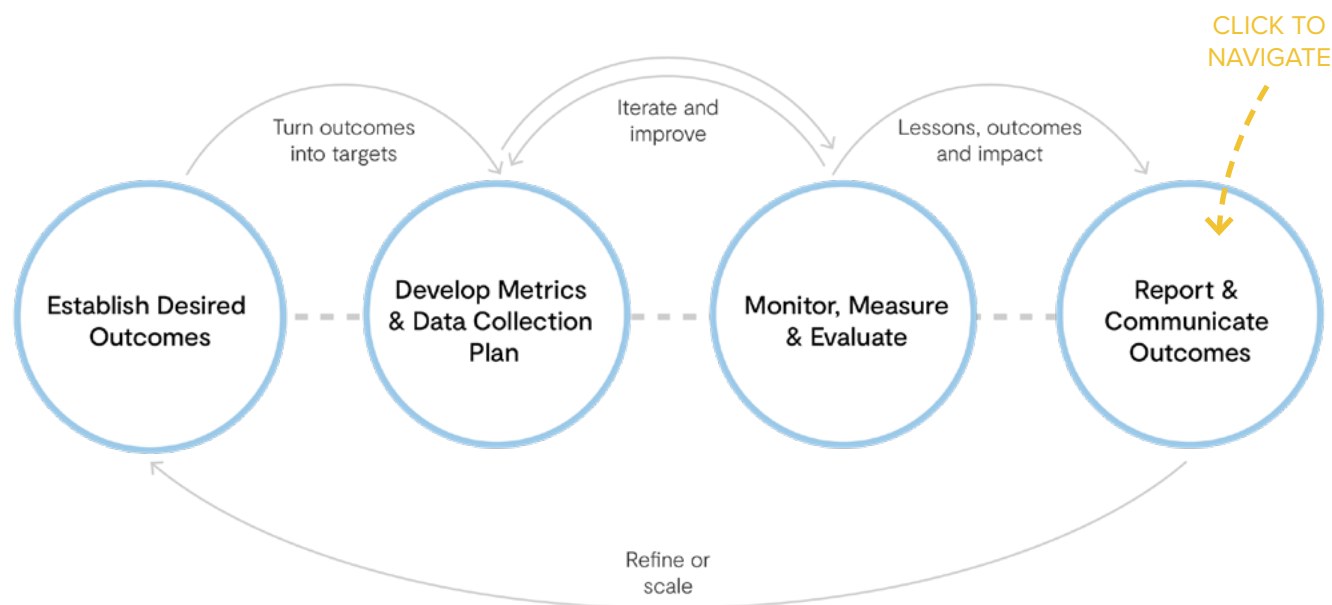 CLICK TO
NAVIGATE
Turn outcomes
into targets
Iterate and
improve
Lessons, outcomes
and impact
Establish Desired
Outcomes
Develop Metrics
& Data Collection
Plan
Monitor, Measure
& Evaluate
Report &
Communicate
Outcomes
Refine or
scale